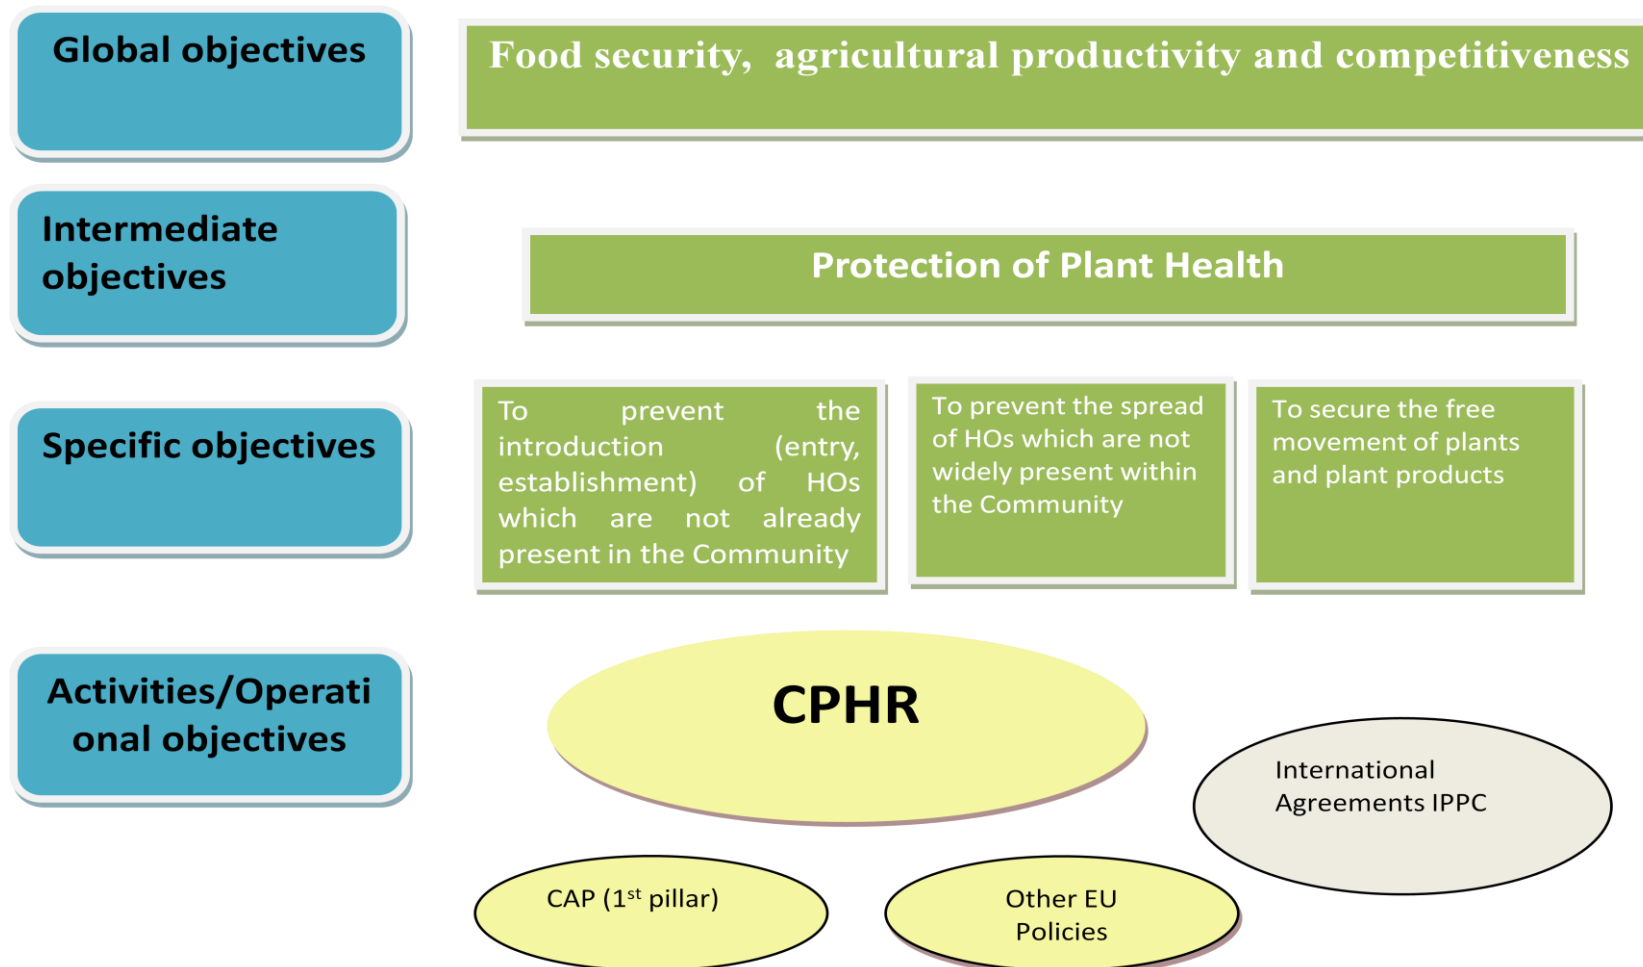 Global objectives
Food security,  agricultural productivity and competitiveness
Intermediate
objectives
Protection of Plant Health
Specific objectives
To prevent the
introduction (entry,
establishment) of HOs
which are not already
present in the Community
To prevent the spread
of HOs which are not
widely present within
the Community
To secure the free
movement of plants
and plant products
Activities/Operati
onal objectives
CPHR
International
Agreements IPPC
CAP (1st pillar)
Other EU
Policies